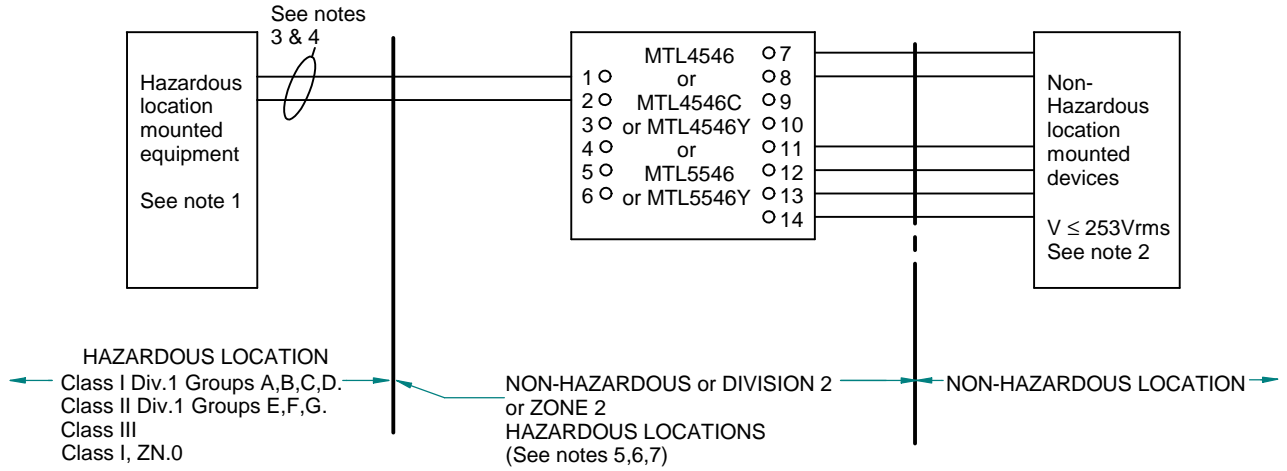 See notes
3 & 4
Hazardous
location
mounted
equipment
See note 1
1
2
3
4
5
6
MTL4546
or
MTL4546C
or MTL4546Y
or
MTL5546
or MTL5546Y
7
8
9
10
11
12
13
14
Non-
Hazardous
location
mounted
devices
V ≤ 253Vrms
See note 2
HAZARDOUS LOCATION
Class I Div.1 Groups A,B,C,D.
Class II Div.1 Groups E,F,G.
Class III
Class I, ZN.0
NON-HAZARDOUS or DIVISION 2
or ZONE 2
HAZARDOUS LOCATIONS
(See notes 5,6,7)
NON-HAZARDOUS LOCATION